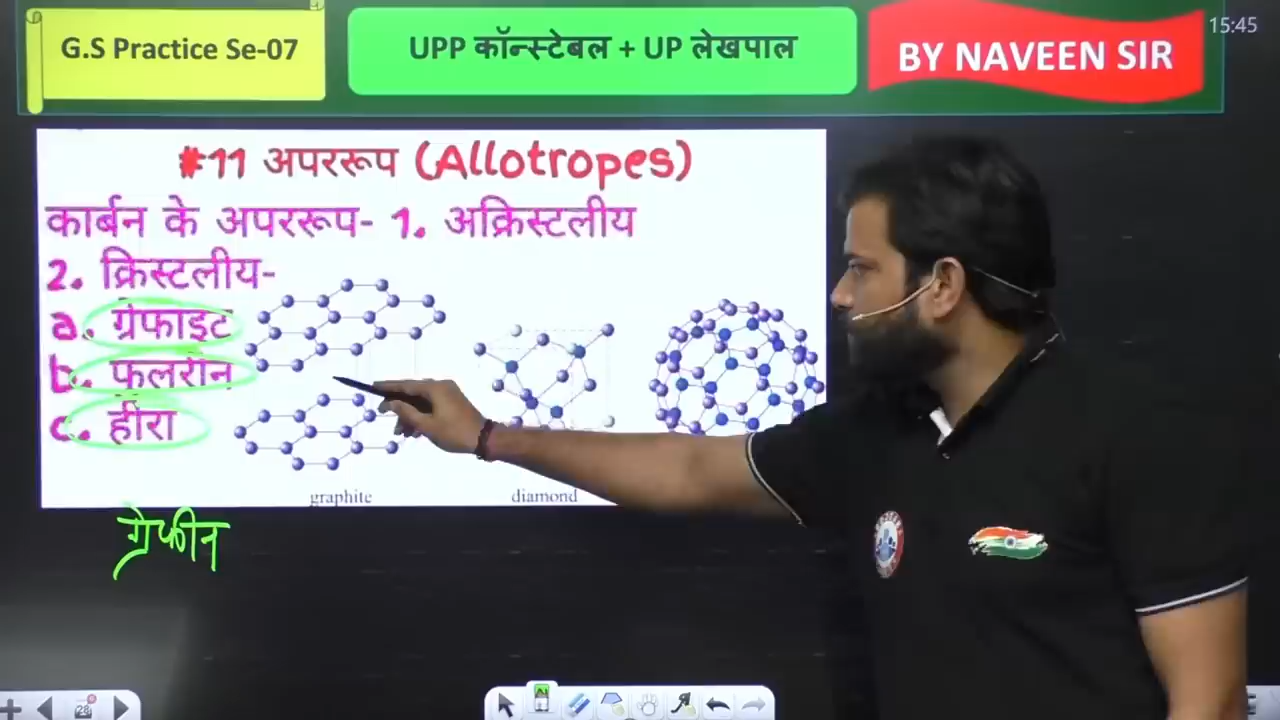 G.S Practice Se-07
UPP कॉन्स्टेबल + UP लेखपाल
BY NAVEEN SIR
15:45
#11 अपररूप (Allotropes)
कार्बन के अपररूप- 1. अक्रिस्टलीय
2. क्रिस्टलीय-
a. ग्रेफाइट
b. फुलरीन
c. हीरा
graphite
diamond
ग्रेफीन
28